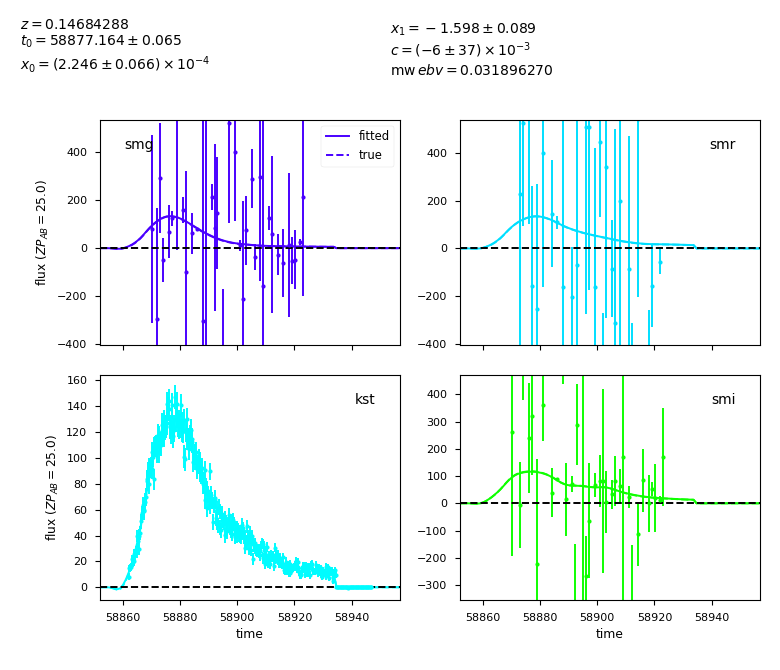 z = 0.14684288
t0 = 58877.164 ± 0.065
x0 = (2.246 ± 0.066) × 10^−4
x1 = −1.598 ± 0.089
c = (−6 ± 37) × 10^−3
mw ebv = 0.031896270
smg
fitted
true
400
200
0
−200
−400
flux (ZP_AB = 25.0)
smr
400
200
0
−200
−400
kst
160
140
120
100
80
60
40
20
0
flux (ZP_AB = 25.0)
58860 58880 58900 58920 58940
time
smi
400
300
200
100
0
−100
−200
−300
58860 58880 58900 58920 58940
time